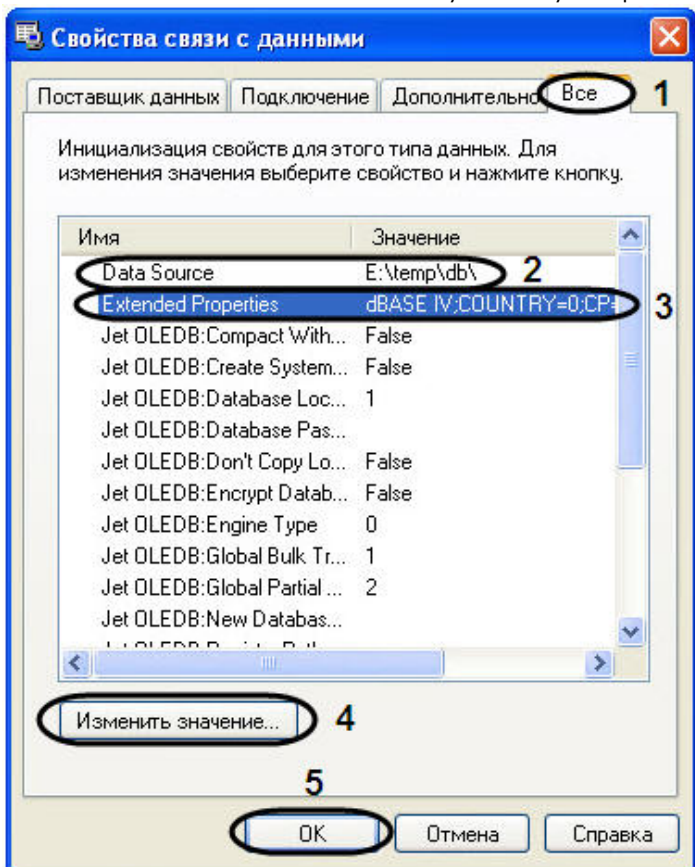 Свойства связи с данными
Поставщик данных Подключение Дополнительно Все 1
Инициализация свойств для этого типа данных. Для
изменения значения выберите свойство и нажмите кнопку.
Имя Значение
Data Source E:\temp\db\ 2
Extended Properties dBASE IV;COUNTRY=0;CP= 3
Jet OLEDB:Compact With... False
Jet OLEDB:Create System... False
Jet OLEDB:Database Loc... 1
Jet OLEDB:Database Pas...
Jet OLEDB:Don't Copy Lo... False
Jet OLEDB:Encrypt Datab... False
Jet OLEDB:Engine Type 0
Jet OLEDB:Global Bulk Tr... 1
Jet OLEDB:Global Partial ... 2
Jet OLEDB:New Databas...
Изменить значение... 4
5
OK Отмена Справка